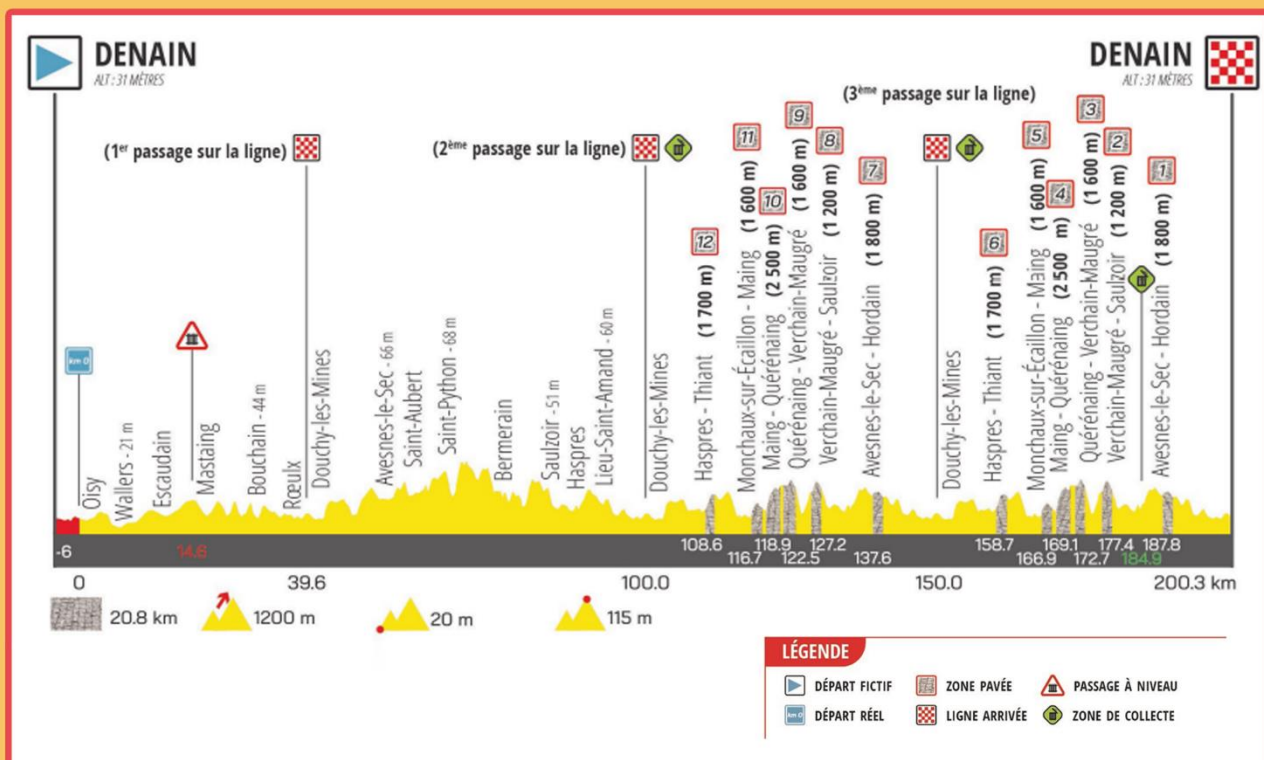 DENAIN
ALT : 31 MÈTRES
DENAIN
ALT : 31 MÈTRES
(1er passage sur la ligne)
(2ème passage sur la ligne)
(3ème passage sur la ligne)
km 0
Oisy
Wallers - 21 m
Escaudain
Mastaing
Bouchain - 44 m
Rœulx
Douchy-les-Mines
Avesnes-le-Sec - 66 m
Saint-Aubert
Saint-Python - 68 m
Bermerain
Saulzoir - 51 m
Haspres
Lieu-Saint-Amand - 60 m
Douchy-les-Mines
12
Haspres - Thiant (1 700 m)
11
Monchaux-sur-Écaillon - Maing (1 600 m)
10
Maing - Quérénaing (2 500 m)
9
Quérénaing - Verchain-Maugré (1 600 m)
8
Verchain-Maugré - Saulzoir (1 200 m)
7
Avesnes-le-Sec - Hordain (1 800 m)
Douchy-les-Mines
6
Haspres - Thiant (1 700 m)
5
Monchaux-sur-Écaillon - Maing (1 600 m)
4
Maing - Quérénaing (2 500 m)
3
Quérénaing - Verchain-Maugré (1 600 m)
2
Verchain-Maugré - Saulzoir (1 200 m)
1
Avesnes-le-Sec - Hordain (1 800 m)
-6
14.6
108.6
116.7
118.9
122.5
127.2
137.6
158.7
166.9
169.1
172.7
177.4
184.9
187.8
0
39.6
100.0
150.0
200.3 km
20.8 km
1200 m
20 m
115 m
LÉGENDE
DÉPART FICTIF
ZONE PAVÉE
PASSAGE À NIVEAU
km 0
DÉPART RÉEL
LIGNE ARRIVÉE
ZONE DE COLLECTE